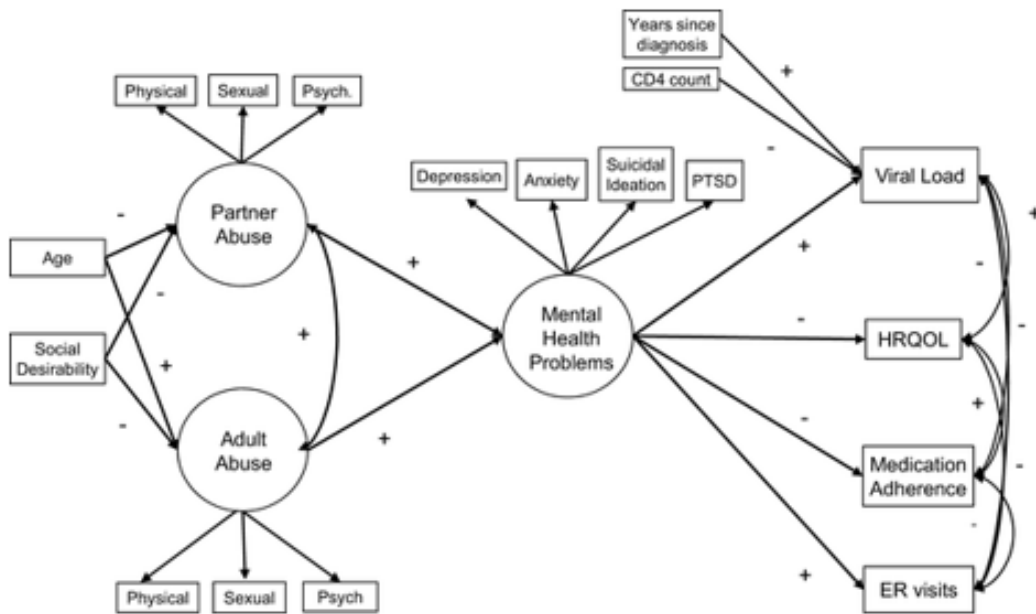 Years since
diagnosis
+
CD4 count
-
Physical
Sexual
Psych.
Depression
Anxiety
Suicidal
Ideation
PTSD
Viral Load
-
Partner
Abuse
+
+
+
Age
-
-
Mental
Health
Problems
-
HRQOL
-
Social
Desirability
+
+
-
Adult
Abuse
+
-
+
Medication
Adherence
-
-
+
ER visits
Physical
Sexual
Psych